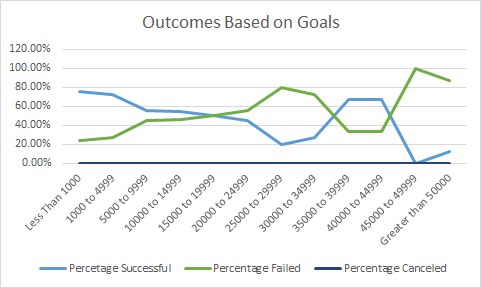 Outcomes Based on Goals
120.00%
100.00%
80.00%
60.00%
40.00%
20.00%
0.00%
Less Than 1000
1000 to 4999
5000 to 9999
10000 to 14999
15000 to 19999
20000 to 24999
25000 to 29999
30000 to 34999
35000 to 39999
40000 to 44999
45000 to 49999
Greater than 50000
Percetage Successful
Percentage Failed
Percentage Canceled